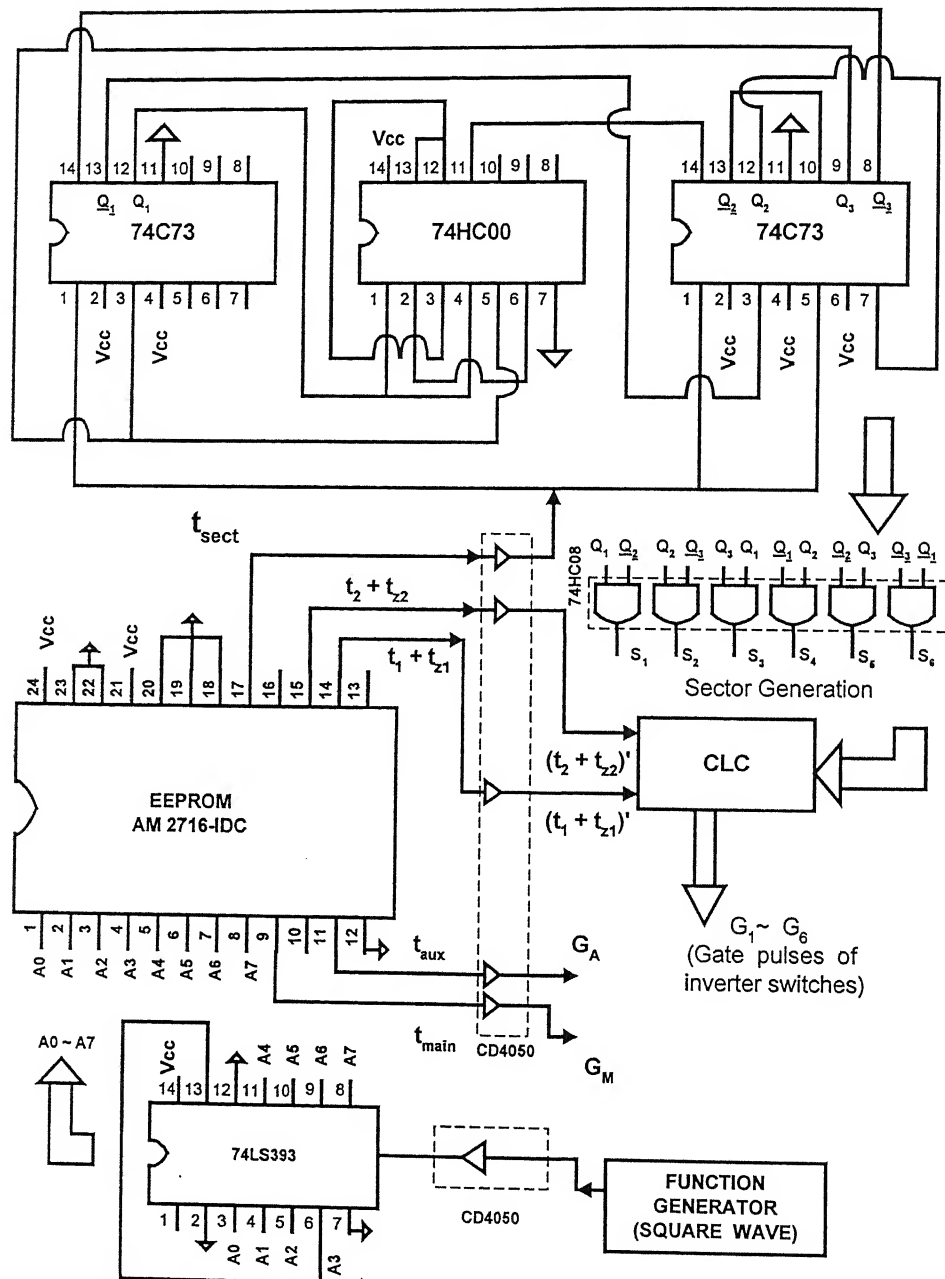 14 13 12 11 10 9 8
Q1 Q1
74C73
1 2 3 4 5 6 7
Vcc Vcc
Vcc
14 13 12 11 10 9 8
74HC00
1 2 3 4 5 6 7
14 13 12 11 10 9 8
Q2 Q2 Q3 Q3
74C73
1 2 3 4 5 6 7
Vcc Vcc Vcc
tsect
t2 + tz2
t1 + tz1
74HC08
Q1 Q2 Q2 Q3 Q3 Q1 Q1 Q2 Q2 Q3 Q3 Q1
S1 S2 S3 S4 S5 S6
Sector Generation
Vcc Vcc
24 23 22 21 20 19 18 17 16 15 14 13
EEPROM
AM 2716-IDC
1 2 3 4 5 6 7 8 9 10 11 12
A0 A1 A2 A3 A4 A5 A6 A7
(t2 + tz2)'
(t1 + tz1)'
CLC
G1~ G6
(Gate pulses of
inverter switches)
taux
GA
tmain
CD4050
GM
A0 ~ A7
Vcc A4 A5 A6 A7
14 13 12 11 10 9 8
74LS393
1 2 3 4 5 6 7
A0 A1 A2 A3
CD4050
FUNCTION
GENERATOR
(SQUARE WAVE)